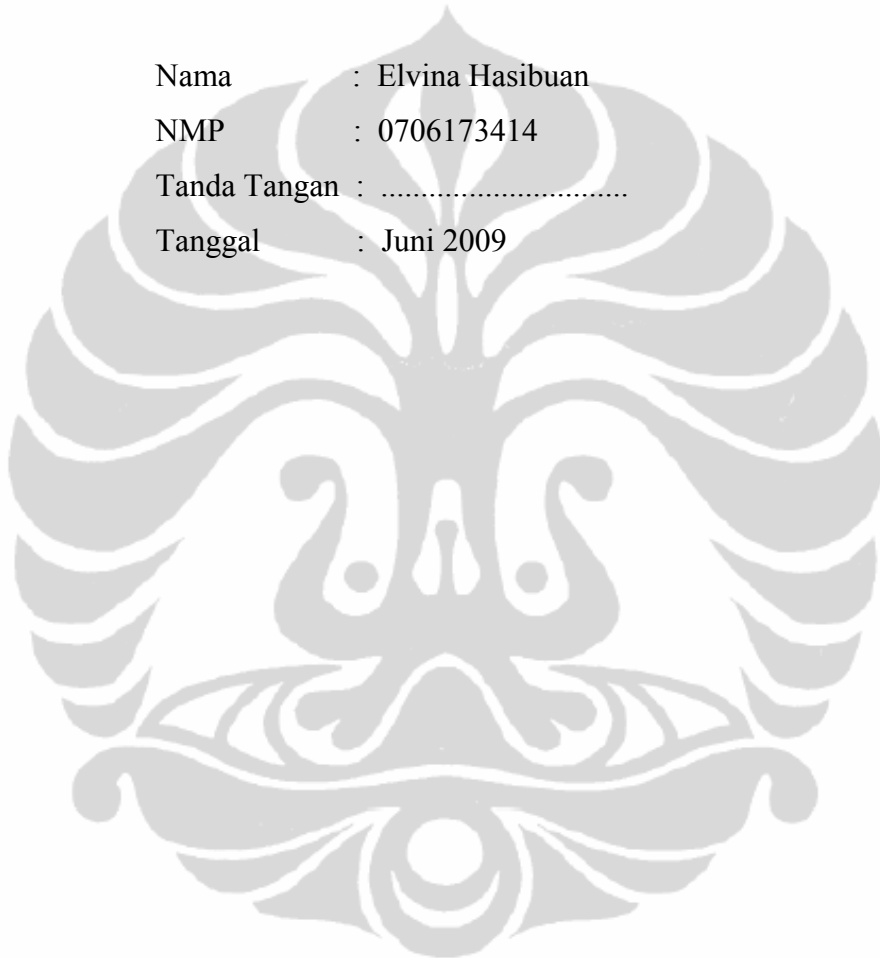 Nama : Elvina Hasibuan
NMP : 0706173414
Tanda Tangan : ...............................
Tanggal : Juni 2009